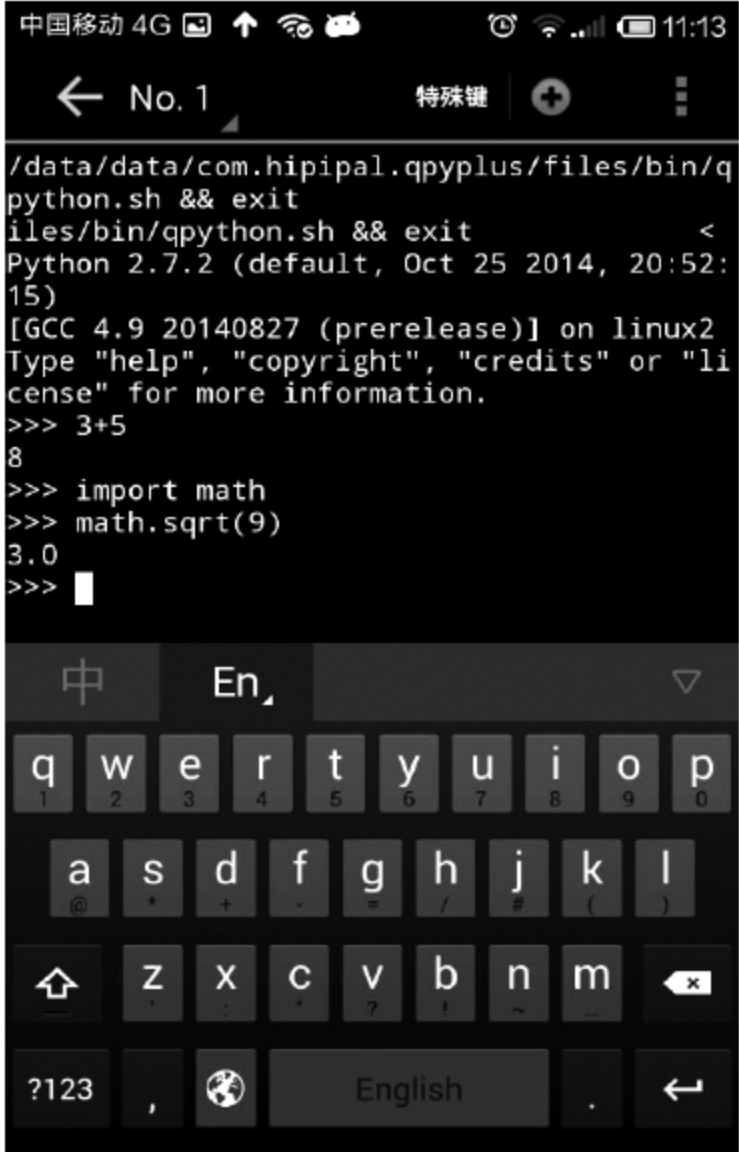 中国移动 4G 11:13
No. 1 特殊键
/data/data/com.hipipal.qpyplus/files/bin/q
python.sh && exit
iles/bin/qpython.sh && exit <
Python 2.7.2 (default, Oct 25 2014, 20:52:
15)
[GCC 4.9 20140827 (prerelease)] on linux2
Type "help", "copyright", "credits" or "li
cense" for more information.
>>> 3+5
8
>>> import math
>>> math.sqrt(9)
3.0
>>>
中 En
q w e r t y u i o p
1 2 3 4 5 6 7 8 9 0
a s d f g h j k l
@ * + - = / # ( )
z x c v b n m
?123 , English .